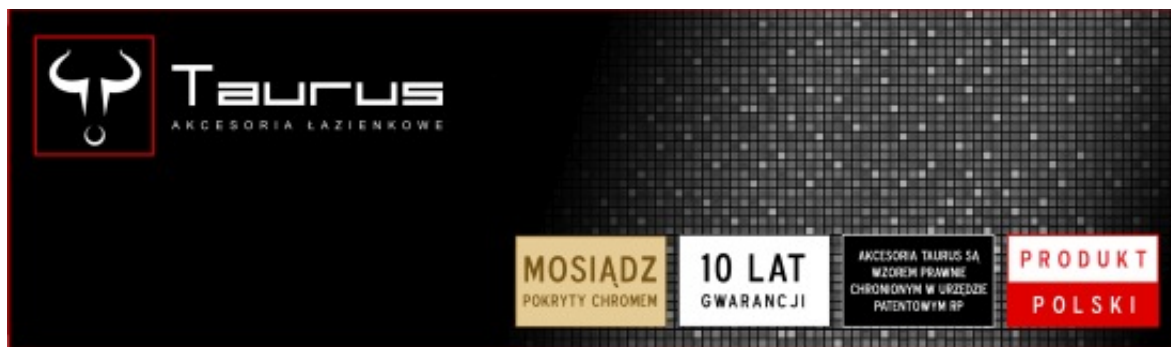 Taurus
AKCESORIA ŁAZIENKOWE
MOSIĄDZ
POKRYTY CHROMEM
10 LAT
GWARANCJI
AKCESORIA TAURUS SĄ
WZOREM PRAWNIE
CHRONIONYM W URZĘDZIE
PATENTOWYM RP
PRODUKT
POLSKI